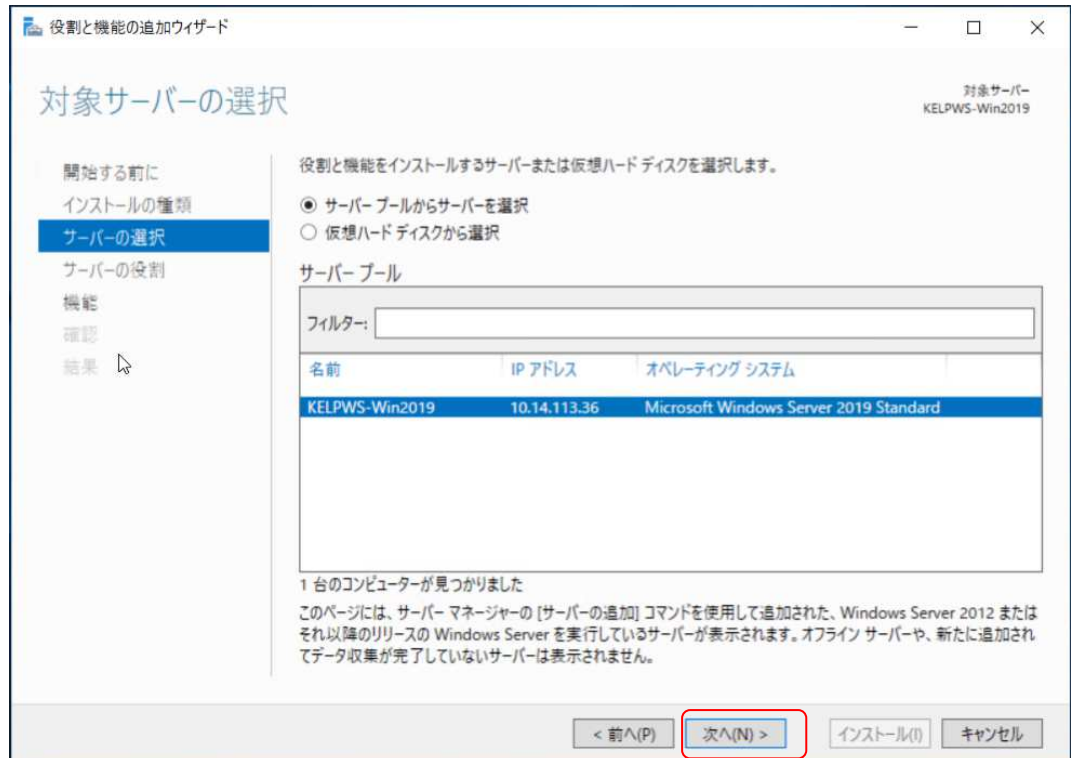 役割と機能の追加ウィザード
対象サーバーの選択
対象サーバー
KELPWS-Win2019
開始する前に
インストールの種類
サーバーの選択
サーバーの役割
機能
確認
結果
役割と機能をインストールするサーバーまたは仮想ハード ディスクを選択します。
サーバー プールからサーバーを選択
仮想ハード ディスクから選択
サーバー プール
フィルター:
名前 IP アドレス オペレーティング システム
KELPWS-Win2019 10.14.113.36 Microsoft Windows Server 2019 Standard
1 台のコンピューターが見つかりました
このページには、サーバー マネージャーの [サーバーの追加] コマンドを使用して追加された、Windows Server 2012 または
それ以降のリリースの Windows Server を実行しているサーバーが表示されます。オフライン サーバーや、新たに追加され
てデータ収集が完了していないサーバーは表示されません。
< 前へ(P) 次へ(N) > インストール(I) キャンセル